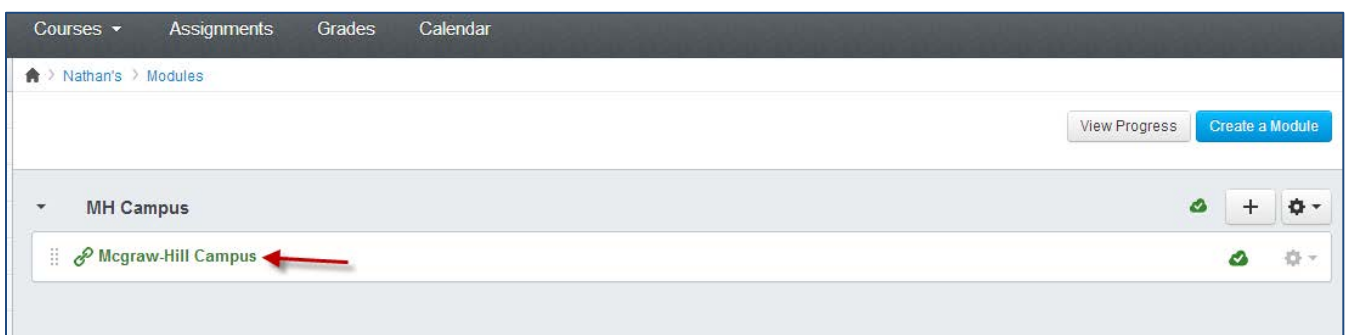 Courses Assignments Grades Calendar
Nathan's > Modules
View Progress Create a Module
MH Campus
Mcgraw-Hill Campus